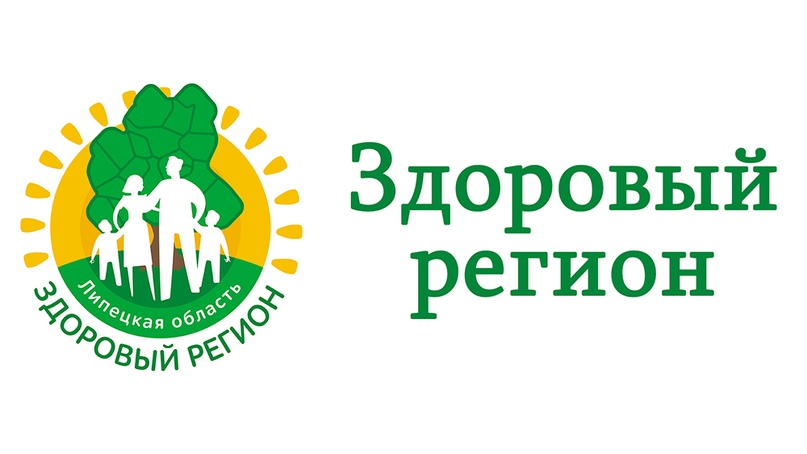 Липецкая область
ЗДОРОВЫЙ РЕГИОН
Здоровый
регион